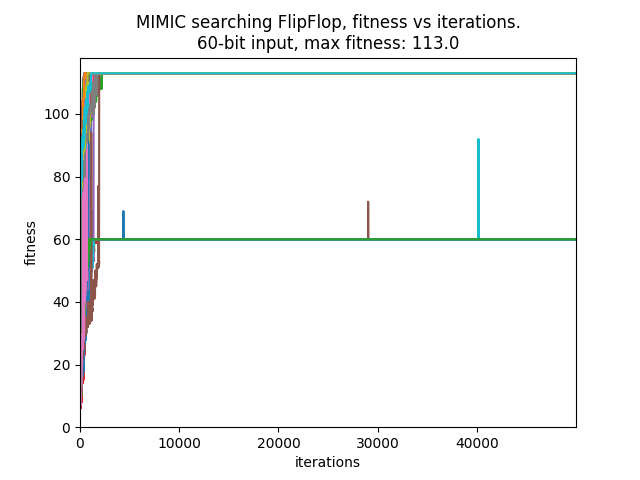 MIMIC searching FlipFlop, fitness vs iterations.
60-bit input, max fitness: 113.0
100
80
60
40
20
0
fitness
0 10000 20000 30000 40000
iterations